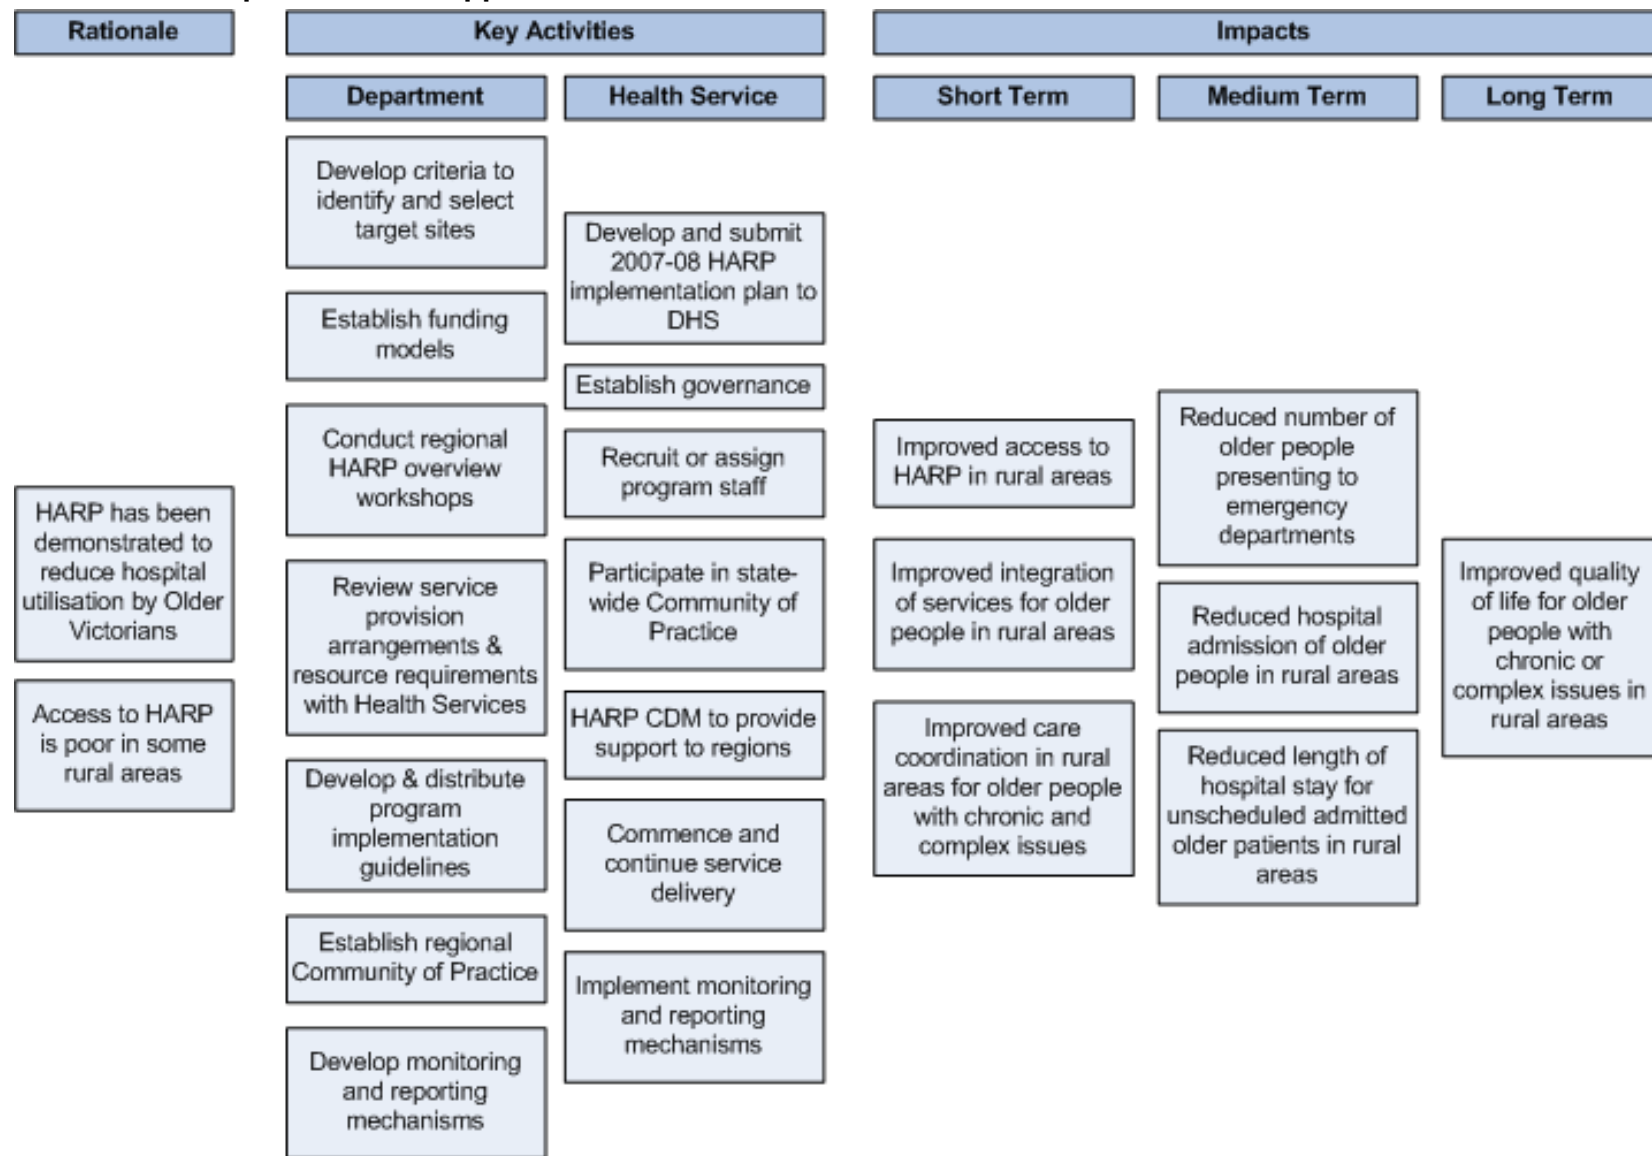 Rationale
Key Activities
Impacts
Department
Health Service
Short Term
Medium Term
Long Term
HARP has been
demonstrated to
reduce hospital
utilisation by Older
Victorians
Access to HARP
is poor in some
rural areas
Develop criteria to
identify and select
target sites
Establish funding
models
Conduct regional
HARP overview
workshops
Review service
provision
arrangements &
resource requirements
with Health Services
Develop & distribute
program
implementation
guidelines
Establish regional
Community of Practice
Develop monitoring
and reporting
mechanisms
Develop and submit
2007-08 HARP
implementation plan to
DHS
Establish governance
Recruit or assign
program staff
Participate in state-
wide Community of
Practice
HARP CDM to provide
support to regions
Commence and
continue service
delivery
Implement monitoring
and reporting
mechanisms
Improved access to
HARP in rural areas
Improved integration
of services for older
people in rural areas
Improved care
coordination in rural
areas for older people
with chronic and
complex issues
Reduced number of
older people
presenting to
emergency
departments
Reduced hospital
admission of older
people in rural areas
Reduced length of
hospital stay for
unscheduled admitted
older patients in rural
areas
Improved quality
of life for older
people with
chronic or
complex issues in
rural areas